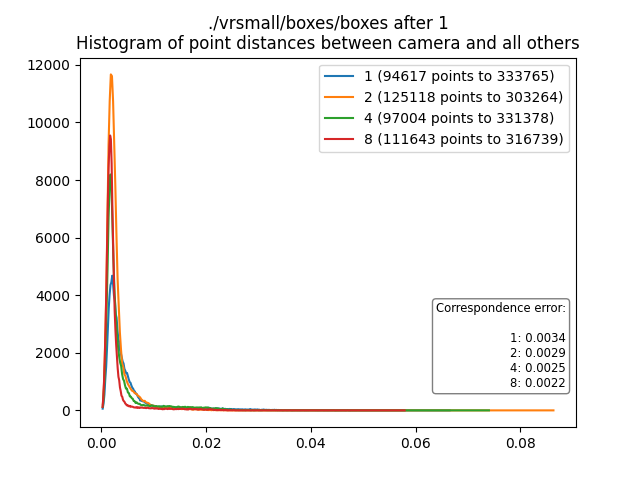 ./vrsmall/boxes/boxes after 1
Histogram of point distances between camera and all others
12000
10000
8000
6000
4000
2000
0
1 (94617 points to 333765)
2 (125118 points to 303264)
4 (97004 points to 331378)
8 (111643 points to 316739)
Correspondence error:
1: 0.0034
2: 0.0029
4: 0.0025
8: 0.0022
0.00
0.02
0.04
0.06
0.08